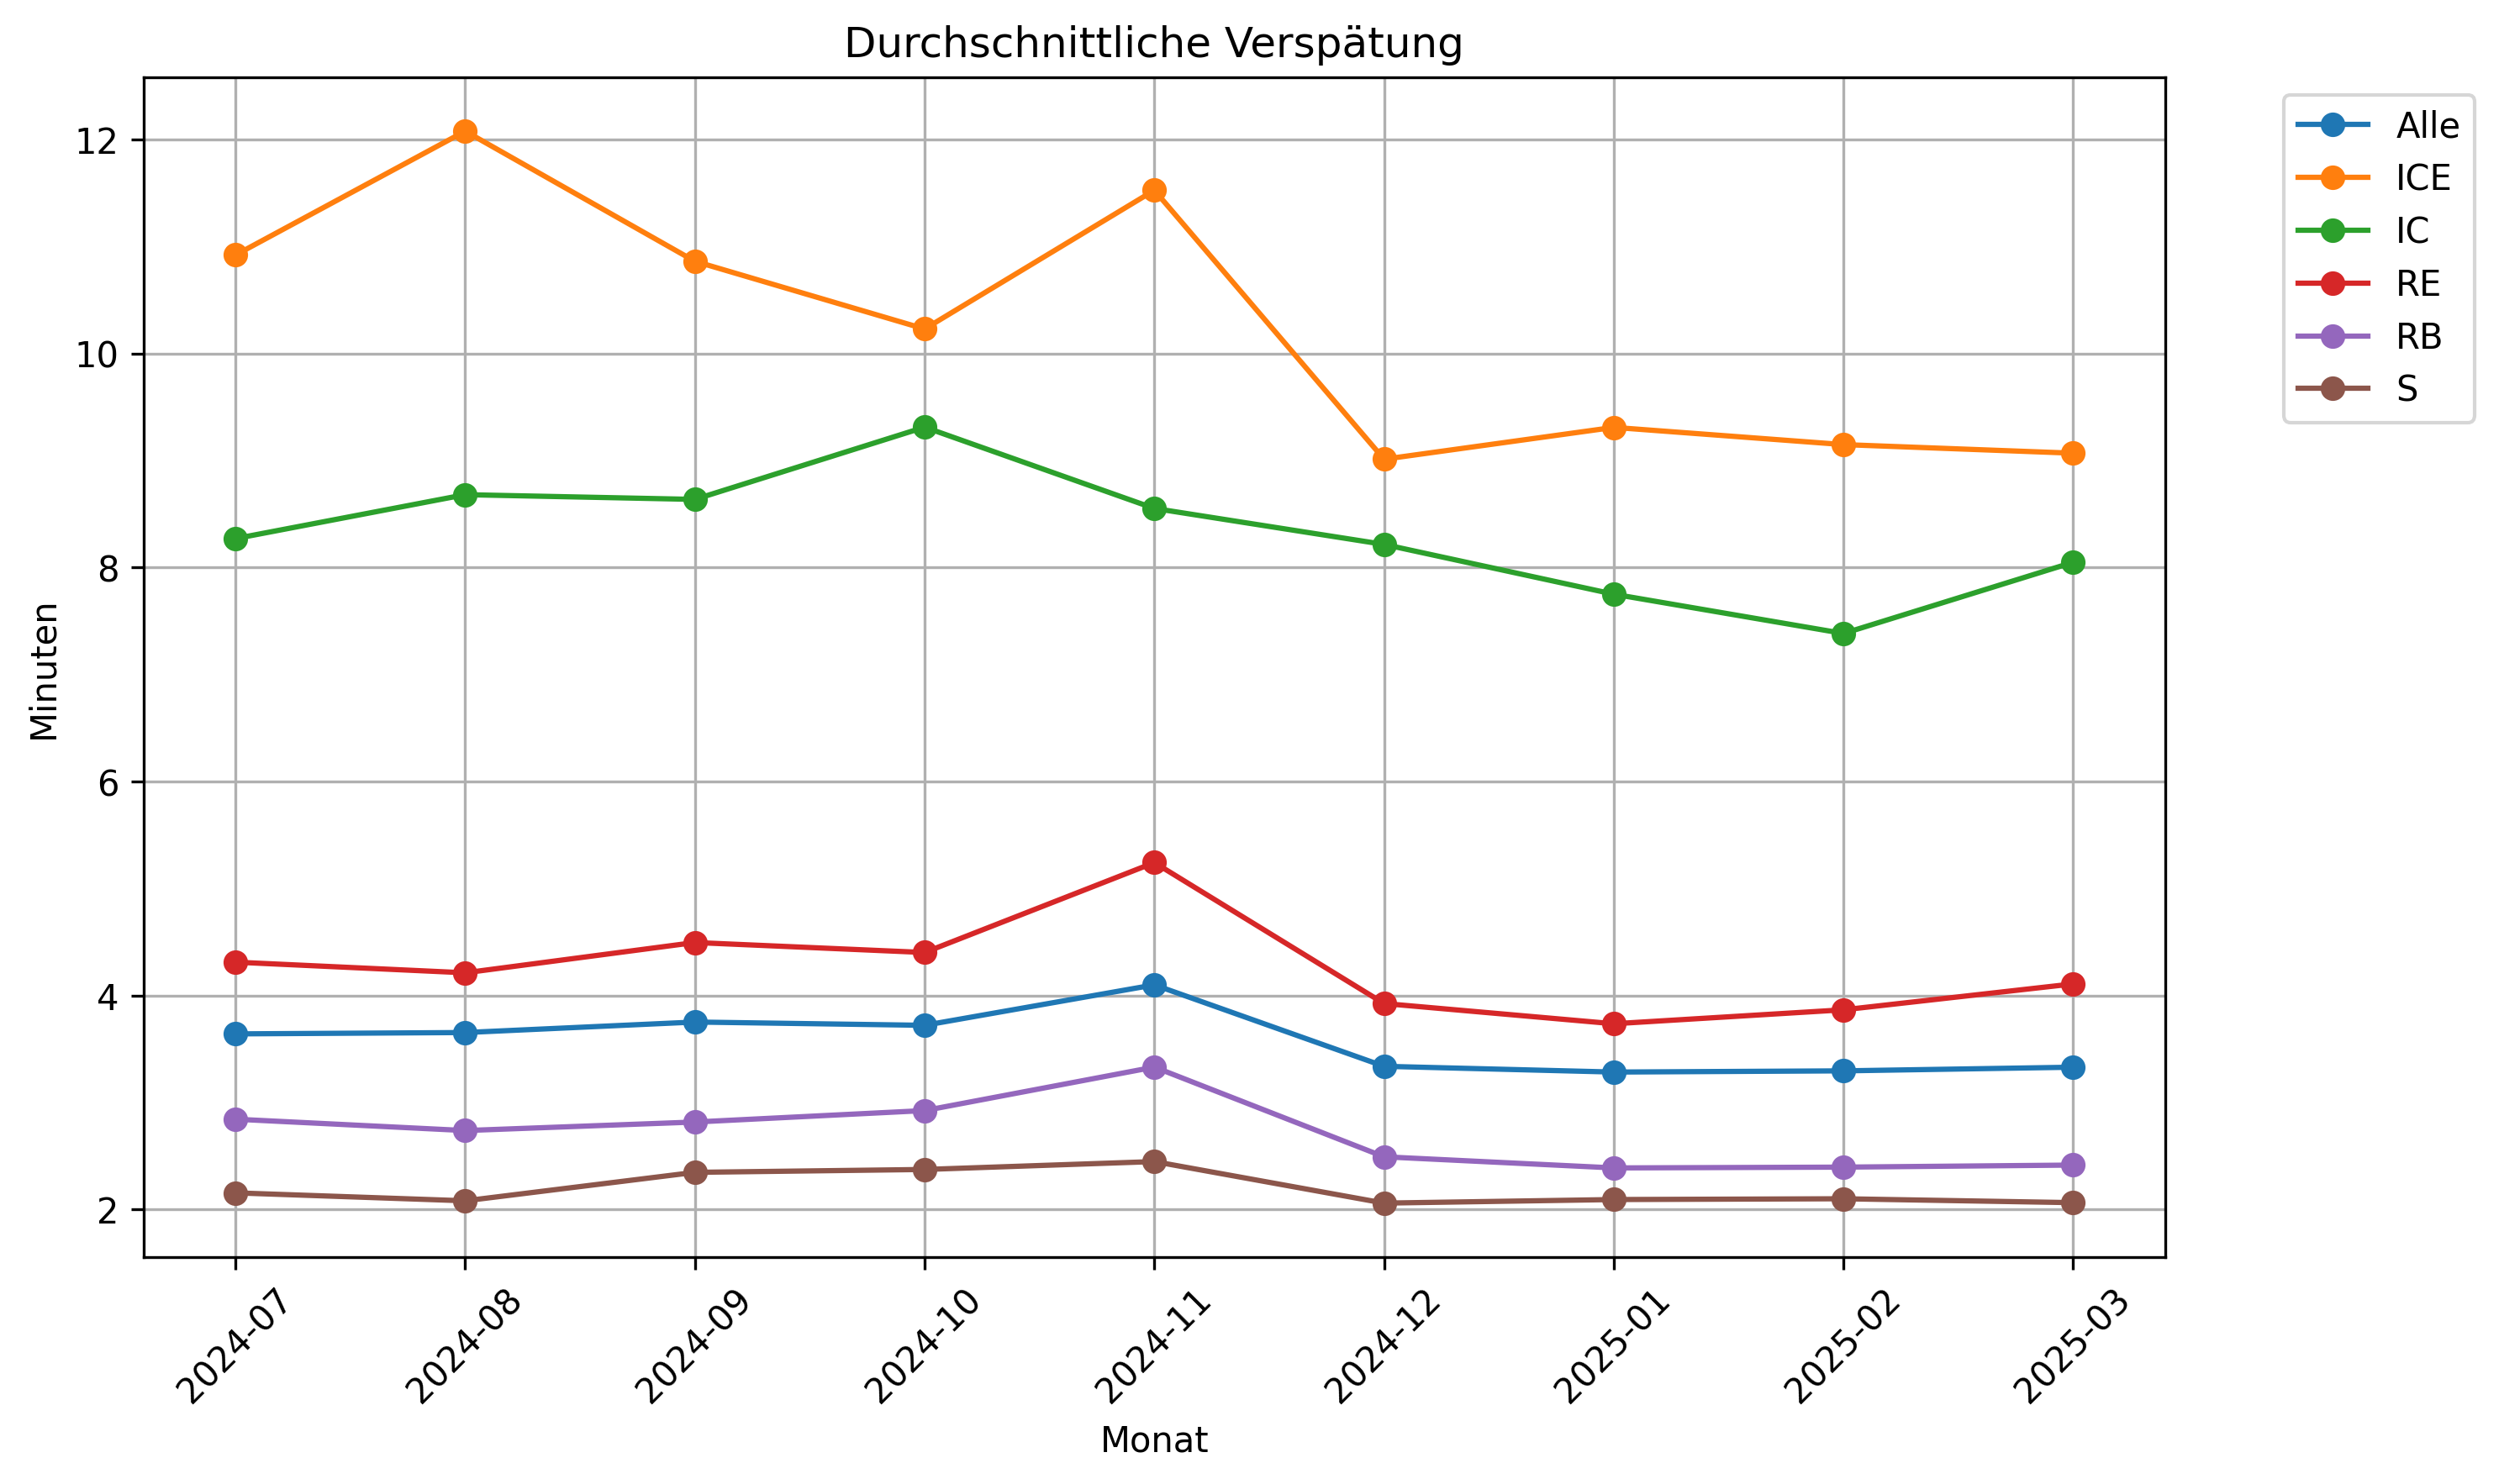 Durchschnittliche Verspätung
Minuten
12
10
8
6
4
2
2024-07
2024-08
2024-09
2024-10
2024-11
2024-12
2025-01
2025-02
2025-03
Monat
Alle
ICE
IC
RE
RB
S